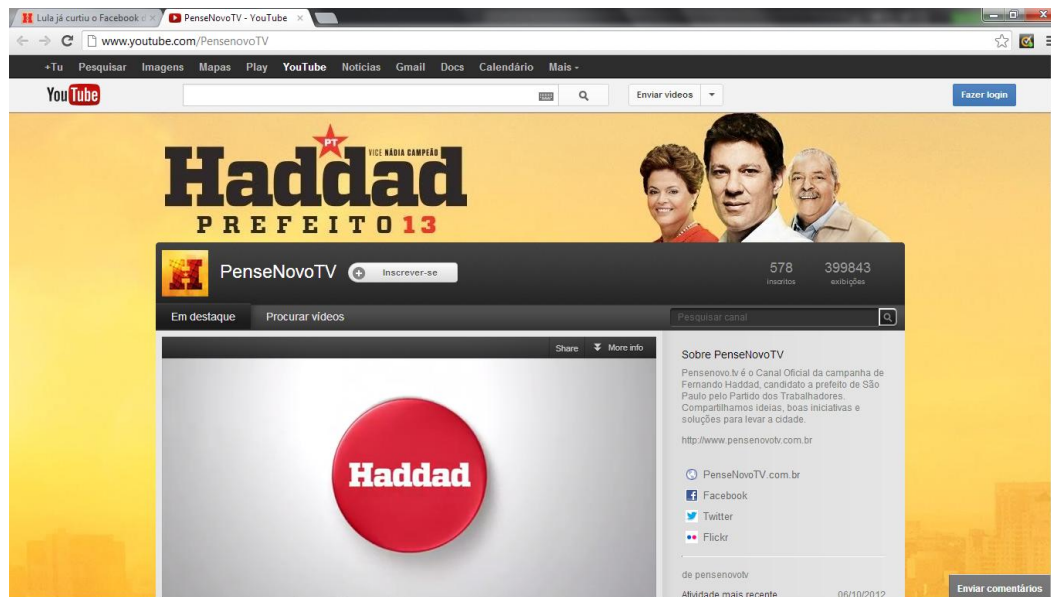 Lula já curtiu o Facebook d
PenseNovoTV - YouTube
www.youtube.com/PensenovoTV
+Tu Pesquisar Imagens Mapas Play YouTube Notícias Gmail Docs Calendário Mais
YouTube
Enviar vídeos
Fazer login
PT
VICE NÁDIA CAMPEÃO
Haddad
PREFEITO 13
PenseNovoTV
Inscrever-se
578 399843
inscritos exibições
Em destaque Procurar vídeos
Pesquisar canal
Share More info
Haddad
Sobre PenseNovoTV
Pensenovo.tv é o Canal Oficial da campanha de
Fernando Haddad, candidato a prefeito de São
Paulo pelo Partido dos Trabalhadores.
Compartilhamos ideias, boas iniciativas e
soluções para levar a cidade.
http://www.pensenovotv.com.br
PenseNovoTV.com.br
Facebook
Twitter
Flickr
de pensenovotv
Atividade mais recente 06/10/2012
Enviar comentários